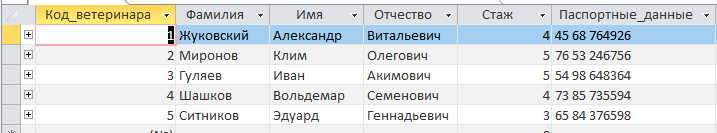 Код_ветеринара Фамилия Имя Отчество Стаж Паспортные_данные
1 Жуковский Александр Витальевич 4 45 68 764926
2 Миронов Клим Олегович 5 76 53 246756
3 Гуляев Иван Акимович 5 54 98 648364
4 Шашков Вольдемар Семенович 4 73 85 735594
5 Ситников Эдуард Геннадьевич 3 65 84 376598